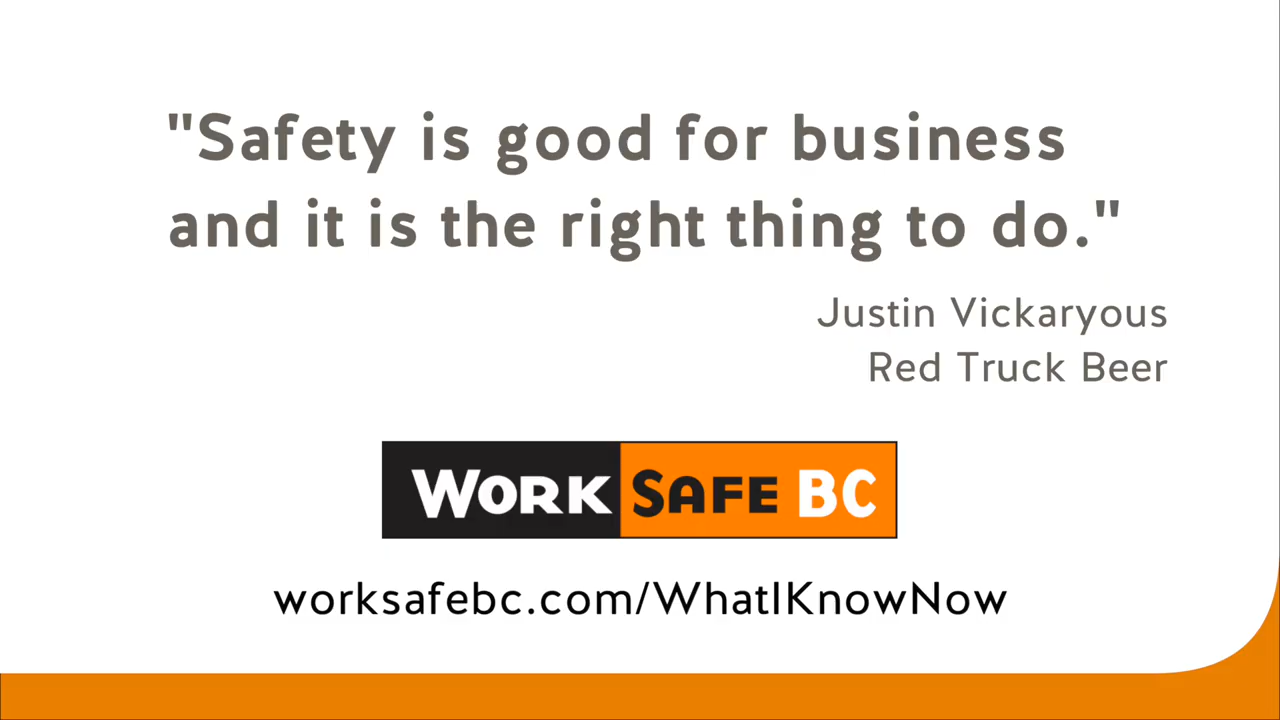 "Safety is good for business
and it is the right thing to do."
Justin Vickaryous
Red Truck Beer
WORK SAFE BC
worksafebc.com/WhatIKnowNow